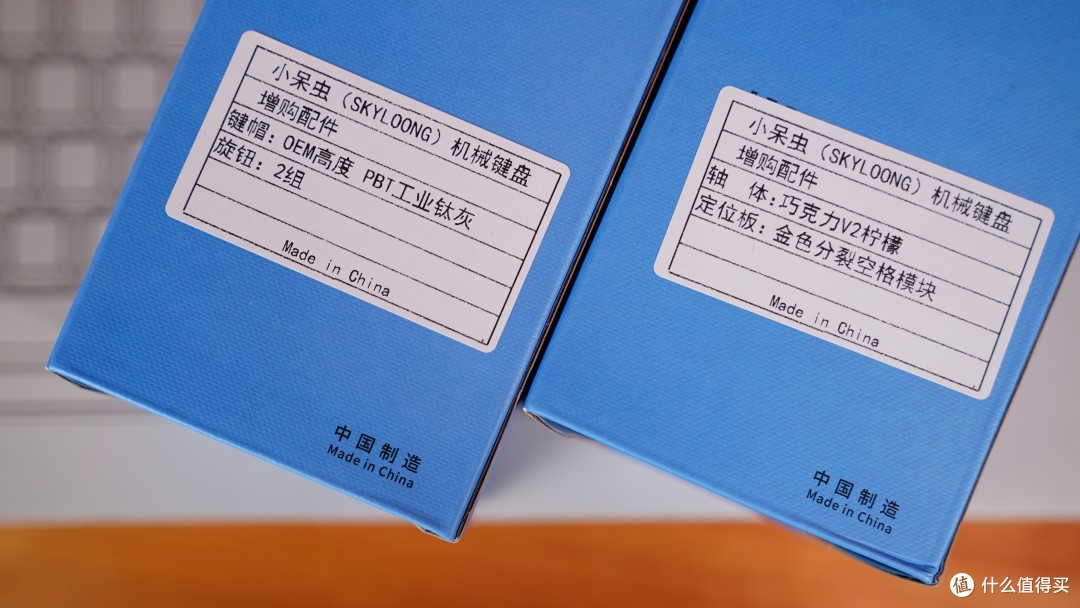 小呆虫（SKYLOONG）机械键盘
增购配件
键帽：OEM高度 PBT工业钛灰
旋钮：2组
Made in China
中国制造
Made in China
小呆虫（SKYLOONG）机械键盘
增购配件
轴　体：巧克力V2柠檬
定位板：金色分裂空格模块
Made in China
中国制造
Made in China
值 什么值得买